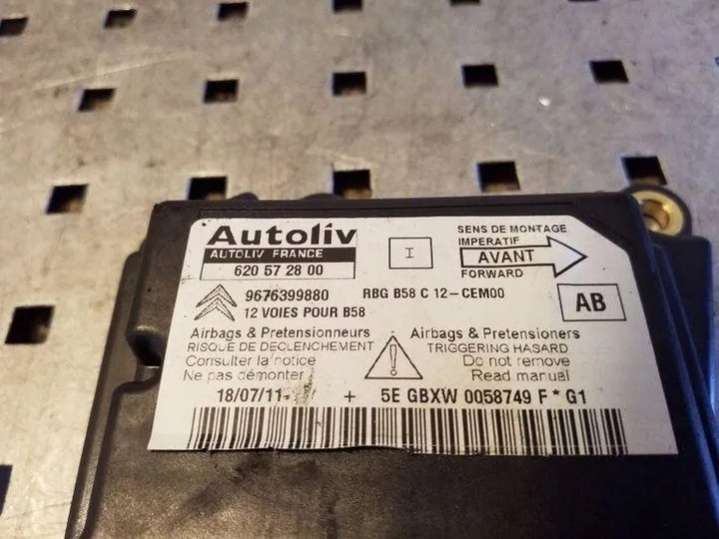 Autoliv
AUTOLIV FRANCE
620 57 28 00
I
SENS DE MONTAGE
IMPERATIF
AVANT
FORWARD
9676399880 RBG B58 C 12-CEM00
12 VOIES POUR B58
AB
Airbags & Pretensionneurs
RISQUE DE DECLENCHEMENT
Consulter la notice
Ne pas démonter
!
Airbags & Pretensioners
TRIGGERING HASARD
Do not remove
Read manual
18/07/11- + 5E GBXW 0058749 F * G1